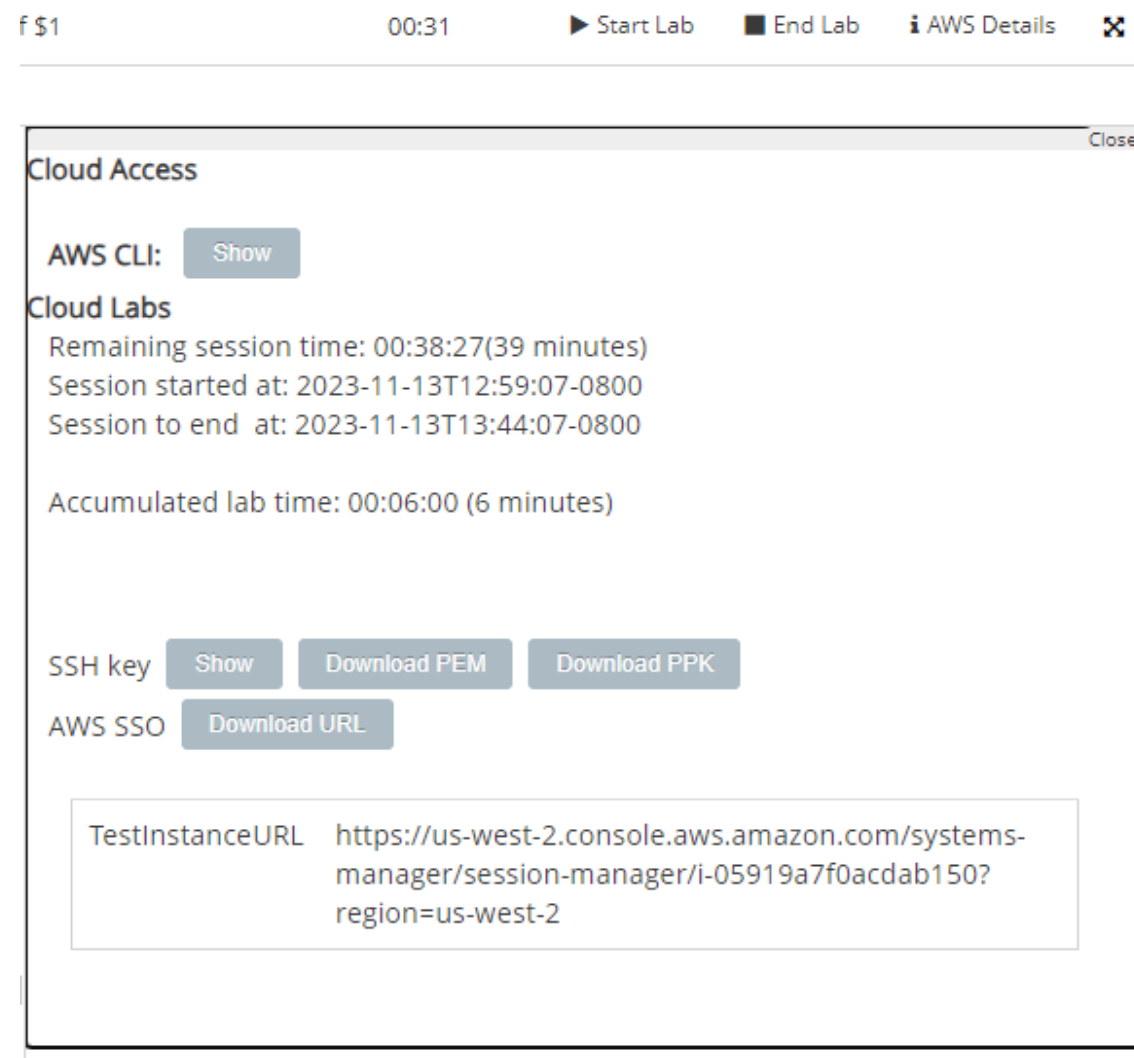 f $1 00:31 Start Lab End Lab i AWS Details
Close
Cloud Access
AWS CLI: Show
Cloud Labs
Remaining session time: 00:38:27(39 minutes)
Session started at: 2023-11-13T12:59:07-0800
Session to end  at: 2023-11-13T13:44:07-0800
Accumulated lab time: 00:06:00 (6 minutes)
SSH key Show Download PEM Download PPK
AWS SSO Download URL
TestInstanceURL https://us-west-2.console.aws.amazon.com/systems-
manager/session-manager/i-05919a7f0acdab150?
region=us-west-2